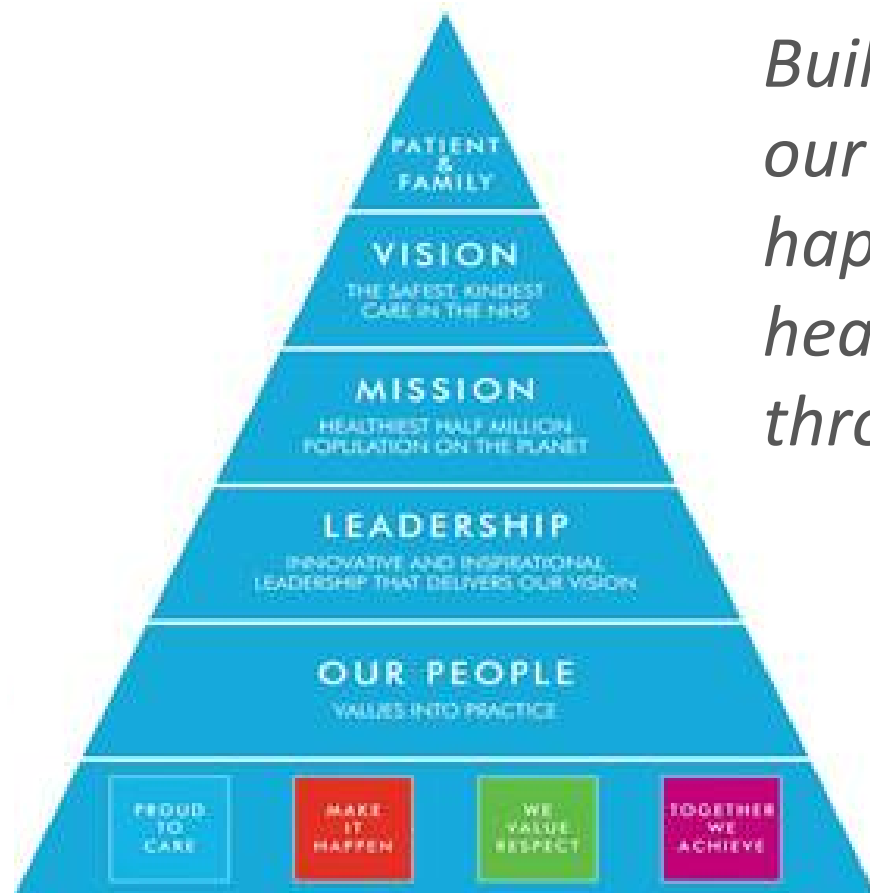 PATIENT
&
FAMILY
VISION
THE SAFEST, KINDEST
CARE IN THE NHS
MISSION
HEALTHIEST HALF MILLION
POPULATION ON THE PLANET
LEADERSHIP
INNOVATIVE AND INSPIRATIONAL
LEADERSHIP THAT DELIVERS OUR VISION
OUR PEOPLE
VALUES INTO PRACTICE
PROUD
TO
CARE
MAKE
IT
HAPPEN
WE
VALUE
RESPECT
TOGETHER
WE
ACHIEVE
our